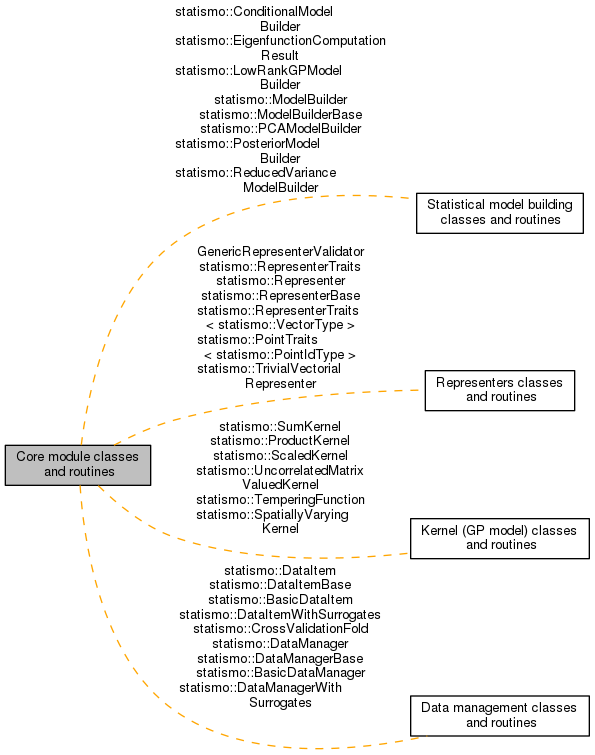 statismo::ConditionalModel
Builder
statismo::EigenfunctionComputation
Result
statismo::LowRankGPModel
Builder
statismo::ModelBuilder
statismo::ModelBuilderBase
statismo::PCAModelBuilder
statismo::PosteriorModel
Builder
statismo::ReducedVariance
ModelBuilder
Statistical model building
classes and routines
GenericRepresenterValidator
statismo::RepresenterTraits
statismo::Representer
statismo::RepresenterBase
statismo::RepresenterTraits
< statismo::VectorType >
statismo::PointTraits
< statismo::PointIdType >
statismo::TrivialVectorial
Representer
Representers classes
and routines
Core module classes
and routines
statismo::SumKernel
statismo::ProductKernel
statismo::ScaledKernel
statismo::UncorrelatedMatrix
ValuedKernel
statismo::TemperingFunction
statismo::SpatiallyVarying
Kernel
Kernel (GP model) classes
and routines
statismo::DataItem
statismo::DataItemBase
statismo::BasicDataItem
statismo::DataItemWithSurrogates
statismo::CrossValidationFold
statismo::DataManager
statismo::DataManagerBase
statismo::BasicDataManager
statismo::DataManagerWith
Surrogates
Data management classes
and routines